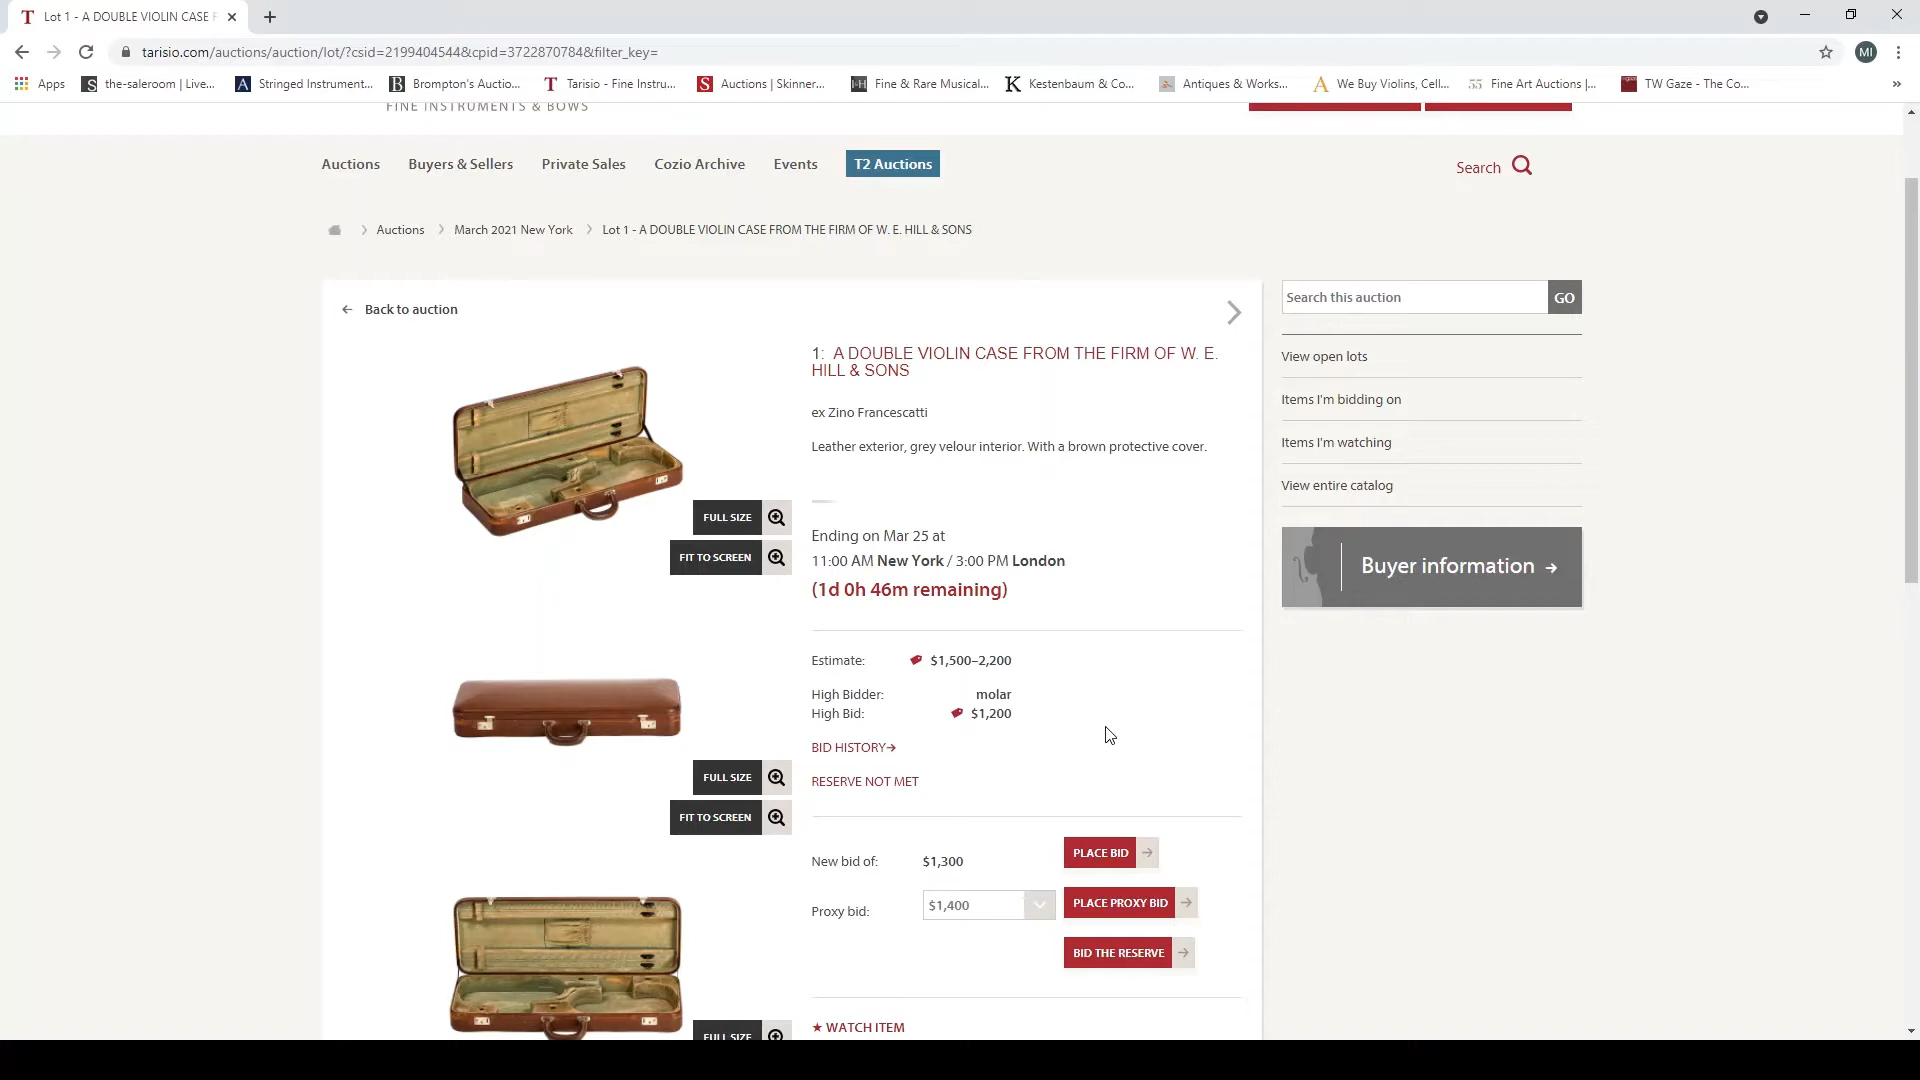 Lot 1 - A DOUBLE VIOLIN CASE F
tarisio.com/auctions/auction/lot/?csid=2199404544&cpid=3722870784&filter_key=
MI
Apps
the-saleroom | Live...
Stringed Instrument...
Brompton's Auctio...
Tarisio - Fine Instru...
Auctions | Skinner...
Fine & Rare Musical...
Kestenbaum & Co...
Antiques & Works...
We Buy Violins, Cell...
Fine Art Auctions |...
TW Gaze - The Co...
FINE INSTRUMENTS & BOWS
Auctions
Buyers & Sellers
Private Sales
Cozio Archive
Events
T2 Auctions
Search
Auctions
March 2021 New York
Lot 1 - A DOUBLE VIOLIN CASE FROM THE FIRM OF W. E. HILL & SONS
Back to auction
1: A DOUBLE VIOLIN CASE FROM THE FIRM OF W. E.
HILL & SONS
ex Zino Francescatti
Leather exterior, grey velour interior. With a brown protective cover.
Ending on Mar 25 at
11:00 AM New York / 3:00 PM London
(1d 0h 46m remaining)
Estimate: $1,500–2,200
High Bidder: molar
High Bid: $1,200
BID HISTORY
RESERVE NOT MET
New bid of: $1,300
PLACE BID
Proxy bid: $1,400
PLACE PROXY BID
BID THE RESERVE
WATCH ITEM
FULL SIZE
FIT TO SCREEN
FULL SIZE
FIT TO SCREEN
FULL SIZE
Search this auction
GO
View open lots
Items I'm bidding on
Items I'm watching
View entire catalog
Buyer information